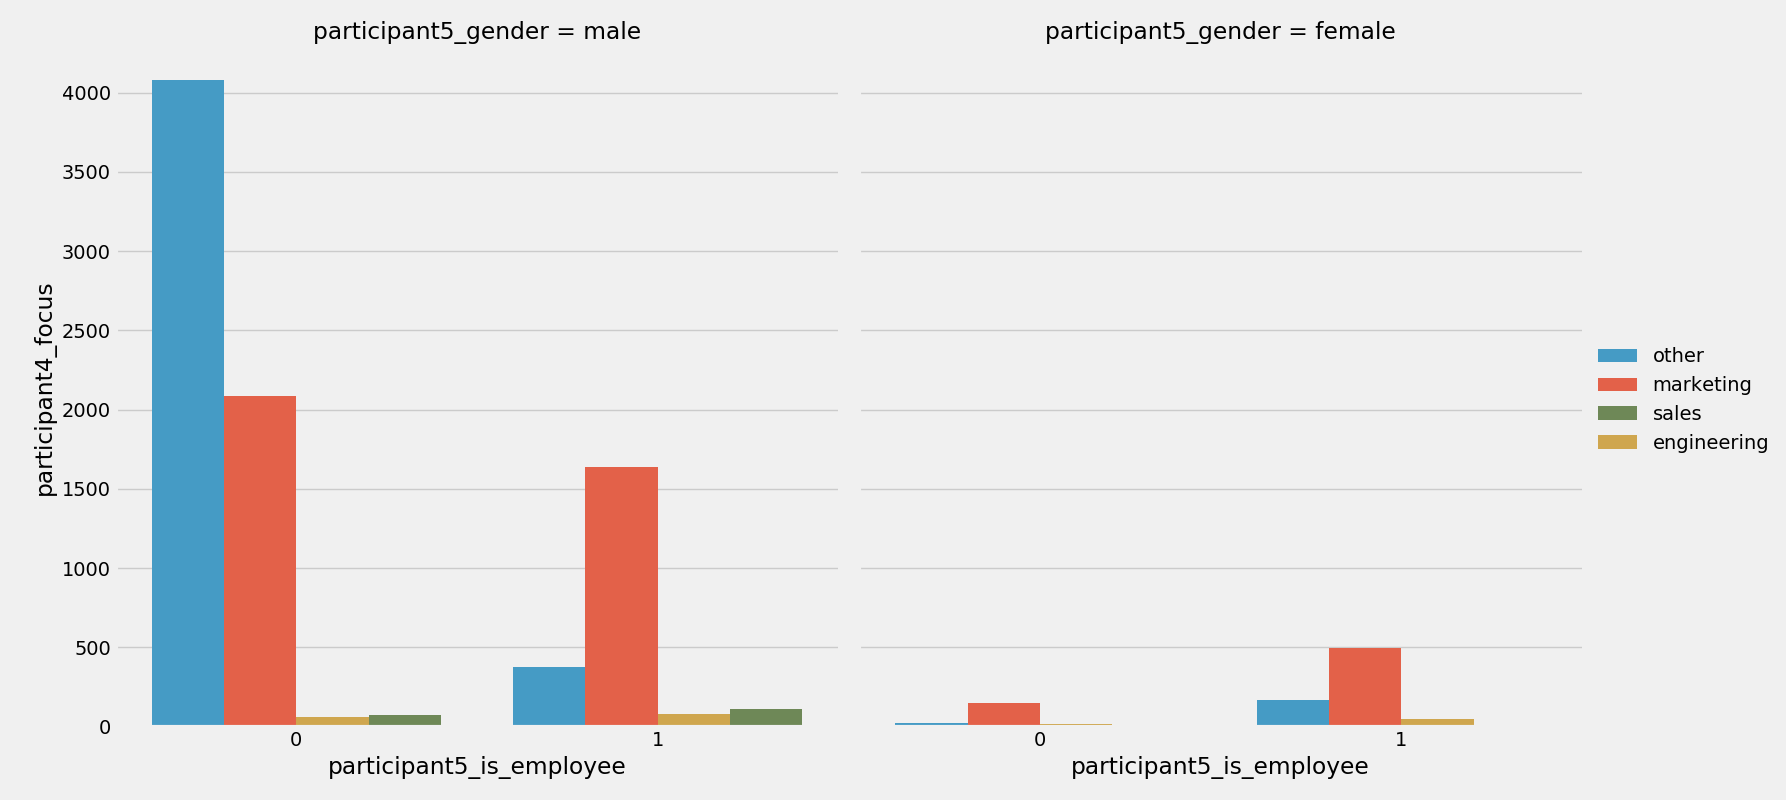 participant5_gender = male
participant5_gender = female
participant4_focus
4000
3500
3000
2500
2000
1500
1000
500
0
0
1
participant5_is_employee
0
1
participant5_is_employee
other
marketing
sales
engineering